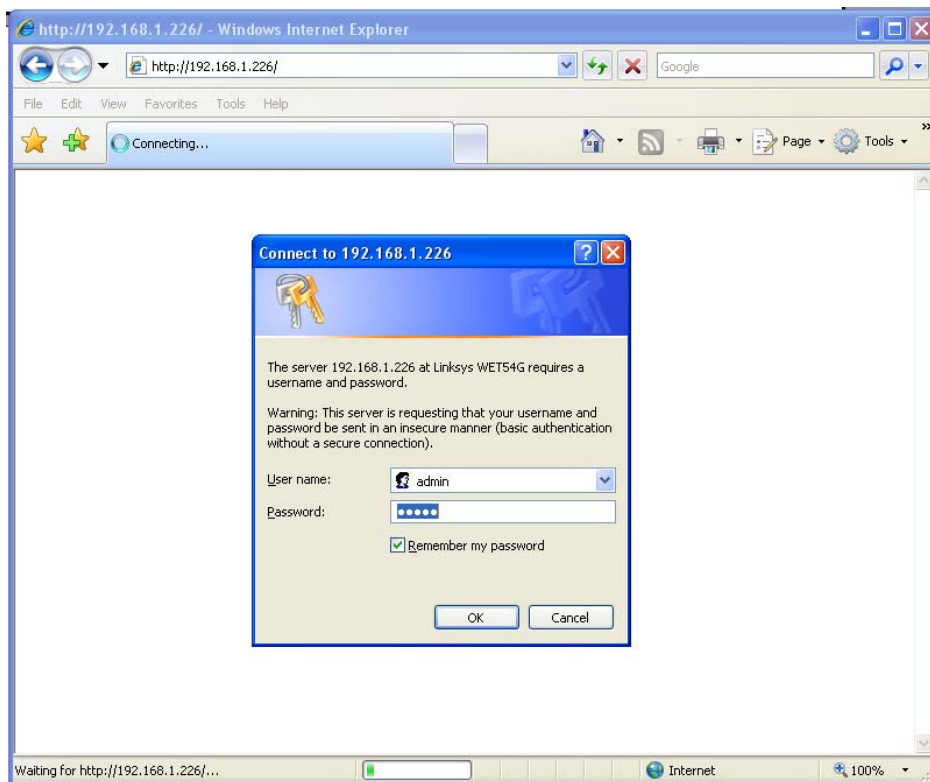 http://192.168.1.226/ - Windows Internet Explorer
http://192.168.1.226/
Google
File Edit View Favorites Tools Help
Connecting...
Page
Tools
»
Connect to 192.168.1.226
The server 192.168.1.226 at Linksys WET54G requires a
username and password.
Warning: This server is requesting that your username and
password be sent in an insecure manner (basic authentication
without a secure connection).
User name:
admin
Password:
•••••
Remember my password
OK
Cancel
Waiting for http://192.168.1.226/...
Internet
100%